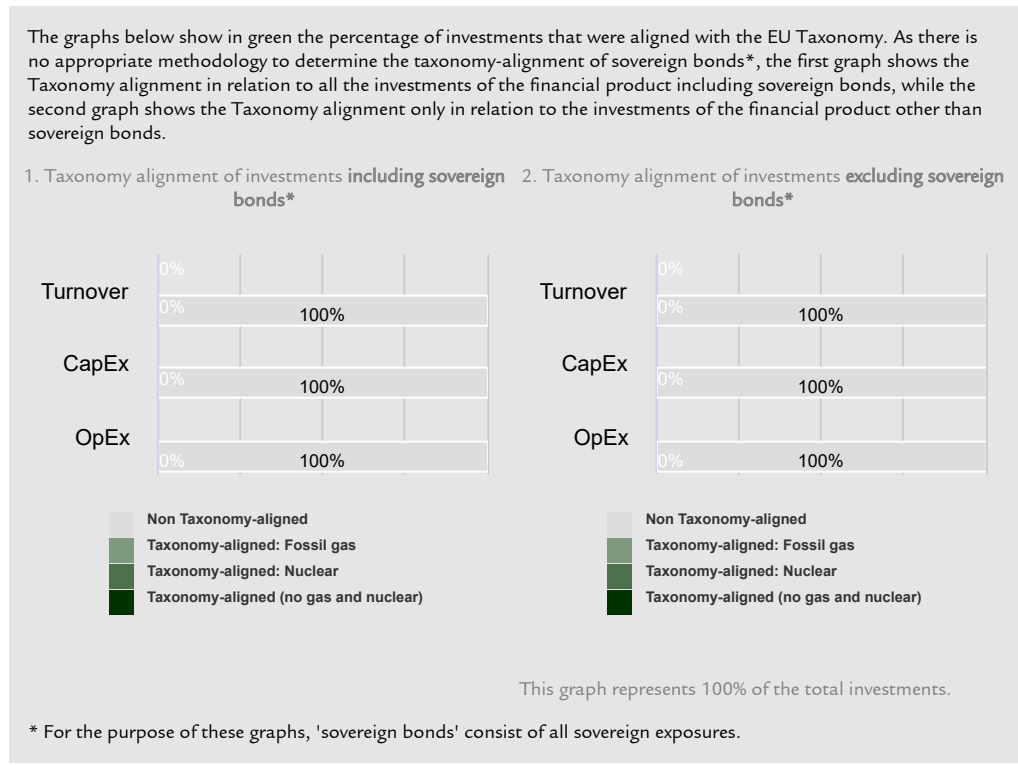 The graphs below show in green the percentage of investments that were aligned with the EU Taxonomy. As there is
no appropriate methodology to determine the taxonomy-alignment of sovereign bonds*, the first graph shows the
Taxonomy alignment in relation to all the investments of the financial product including sovereign bonds, while the
second graph shows the Taxonomy alignment only in relation to the investments of the financial product other than
sovereign bonds.
1. Taxonomy alignment of investments including sovereign
bonds*
0%
Turnover
0%
100%
CapEx
0%
100%
OpEx
0%
100%
Non Taxonomy-aligned
Taxonomy-aligned: Fossil gas
Taxonomy-aligned: Nuclear
Taxonomy-aligned (no gas and nuclear)
2. Taxonomy alignment of investments excluding sovereign
bonds*
0%
Turnover
0%
100%
CapEx
0%
100%
OpEx
0%
100%
Non Taxonomy-aligned
Taxonomy-aligned: Fossil gas
Taxonomy-aligned: Nuclear
Taxonomy-aligned (no gas and nuclear)
This graph represents 100% of the total investments.
* For the purpose of these graphs, 'sovereign bonds' consist of all sovereign exposures.